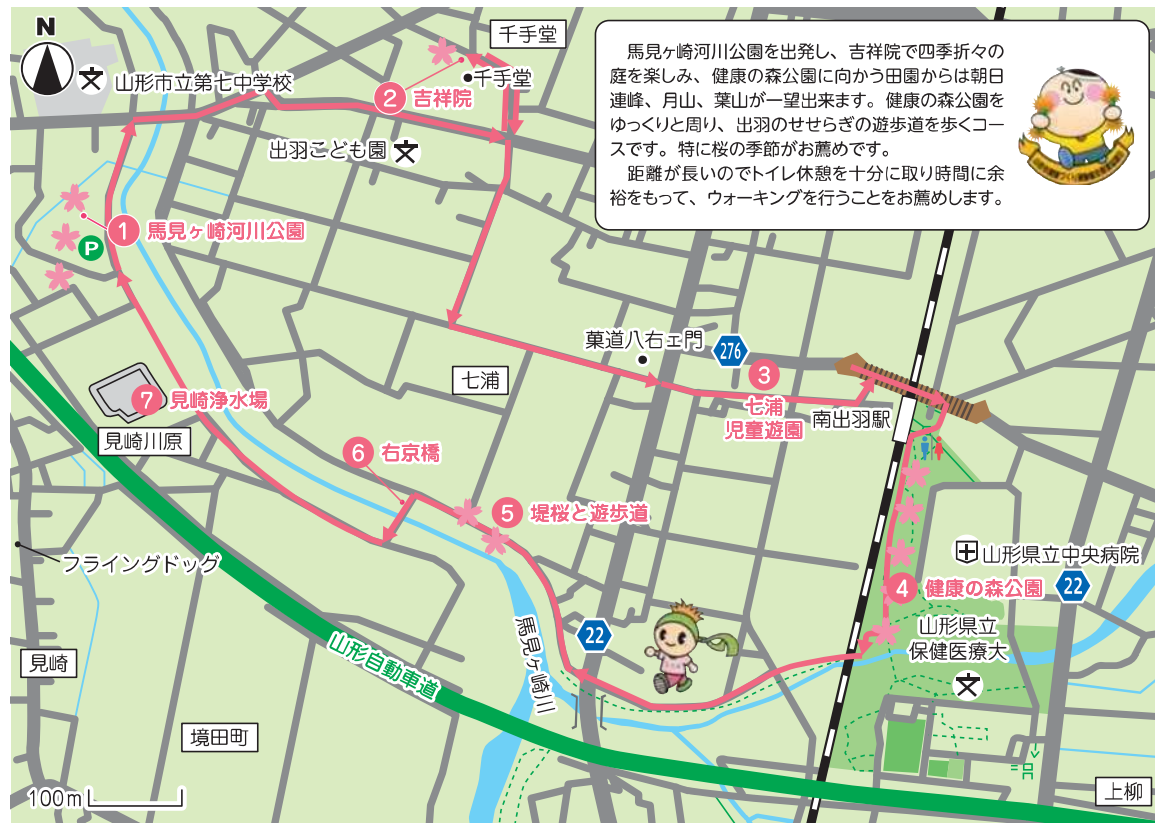 N
千手堂
山形市立第七中学校
千手堂
② 吉祥院
出羽こども園
馬見ヶ崎河川公園を出発し、吉祥院で四季折々の
庭を楽しみ、健康の森公園に向かう田園からは朝日
連峰、月山、葉山が一望出来ます。健康の森公園を
ゆっくりと周り、出羽のせせらぎの遊歩道を歩くコー
スです。特に桜の季節がお薦めです。
距離が長いのでトイレ休憩を十分に取り時間に余
裕をもって、ウォーキングを行うことをお薦めします。
① 馬見ヶ崎河川公園
P
菓道八右ェ門
276
③
七浦
児童遊園
七浦
南出羽駅
⑦ 見崎浄水場
見崎川原
⑥ 右京橋
⑤ 堤桜と遊歩道
フライングドッグ
山形県立中央病院
④ 健康の森公園
22
山形県立
保健医療大
22
馬見ヶ崎川
山形自動車道
見崎
境田町
100m
上柳